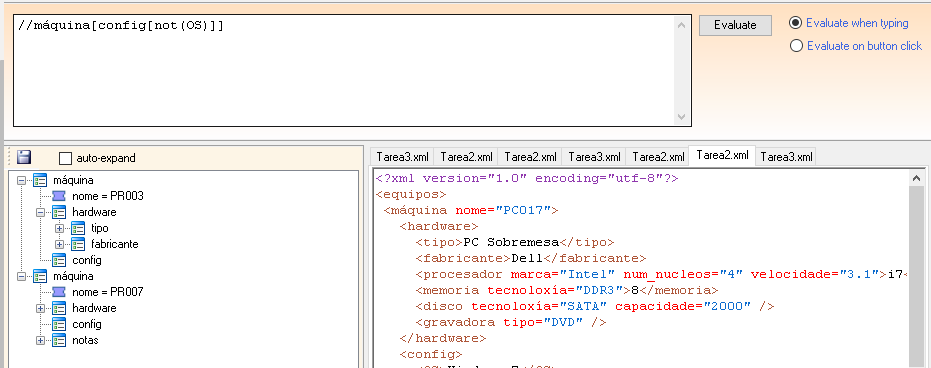 //máquina[config[not(OS)]]
Evaluate
Evaluate when typing
Evaluate on button click
auto-expand
máquina
nome = PR003
hardware
tipo
fabricante
config
máquina
nome = PR007
hardware
config
notas
Tarea3.xml Tarea2.xml Tarea2.xml Tarea3.xml Tarea2.xml Tarea2.xml Tarea3.xml
<?xml version="1.0" encoding="utf-8"?>
<equipos>
<máquina nome="PC017">
<hardware>
<tipo>PC Sobremesa</tipo>
<fabricante>Dell</fabricante>
<procesador marca="Intel" num_nucleos="4" velocidade="3.1">i7<
<memoria tecnoloxía="DDR3">8</memoria>
<disco tecnoloxía="SATA" capacidade="2000" />
<gravadora tipo="DVD" />
</hardware>
<config>